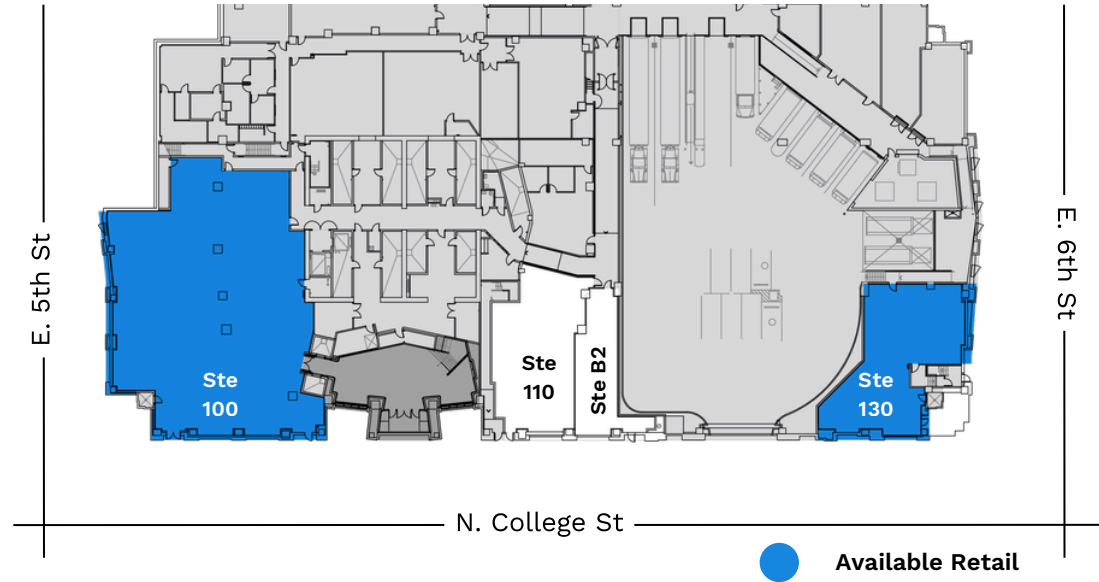 E. 5th St
E. 6th St
Ste
100
Ste
110
Ste B2
Ste
130
N. College St
Available Retail